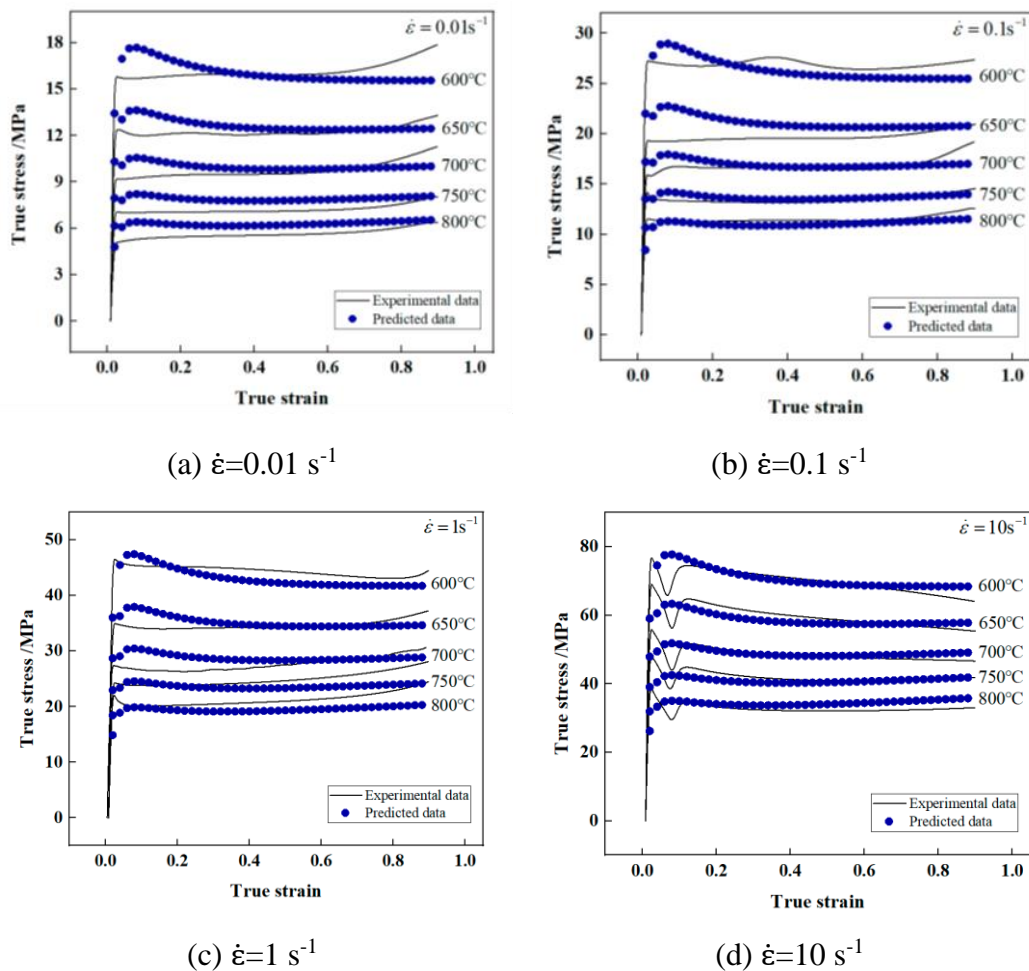 ε̇ = 0.01s⁻¹
18
15
12
9
6
3
0
True stress /MPa
600℃
650℃
700℃
750℃
800℃
Experimental data
Predicted data
0.0 0.2 0.4 0.6 0.8 1.0
True strain
(a) ε̇=0.01 s⁻¹
ε̇ = 0.1s⁻¹
30
25
20
15
10
5
0
True stress /MPa
600℃
650℃
700℃
750℃
800℃
Experimental data
Predicted data
0.0 0.2 0.4 0.6 0.8 1.0
True strain
(b) ε̇=0.1 s⁻¹
ε̇ = 1s⁻¹
50
40
30
20
10
0
True stress /MPa
600℃
650℃
700℃
750℃
800℃
Experimental data
Predicted data
0.0 0.2 0.4 0.6 0.8 1.0
True strain
(c) ε̇=1 s⁻¹
ε̇ = 10s⁻¹
80
60
40
20
0
True stress /MPa
600℃
650℃
700℃
750℃
800℃
Experimental data
Predicted data
0.0 0.2 0.4 0.6 0.8 1.0
True strain
(d) ε̇=10 s⁻¹